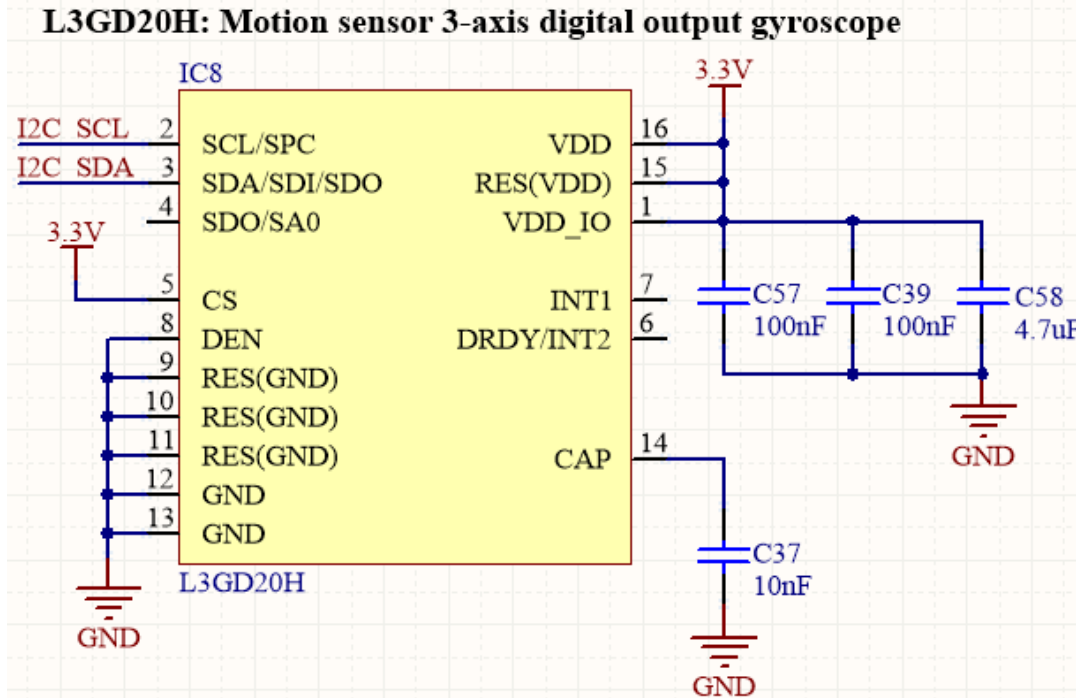 L3GD20H: Motion sensor 3-axis digital output gyroscope
IC8
3.3V
I2C_SCL 2 SCL/SPC VDD 16
I2C_SDA 3 SDA/SDI/SDO RES(VDD) 15
4 SDO/SA0 VDD_IO 1
3.3V
5 CS INT1 7
C57 100nF
C39 100nF
C58 4.7uF
8 DEN DRDY/INT2 6
9 RES(GND)
10 RES(GND)
11 RES(GND)
GND
CAP 14
12 GND
13 GND
C37
10nF
L3GD20H
GND
GND